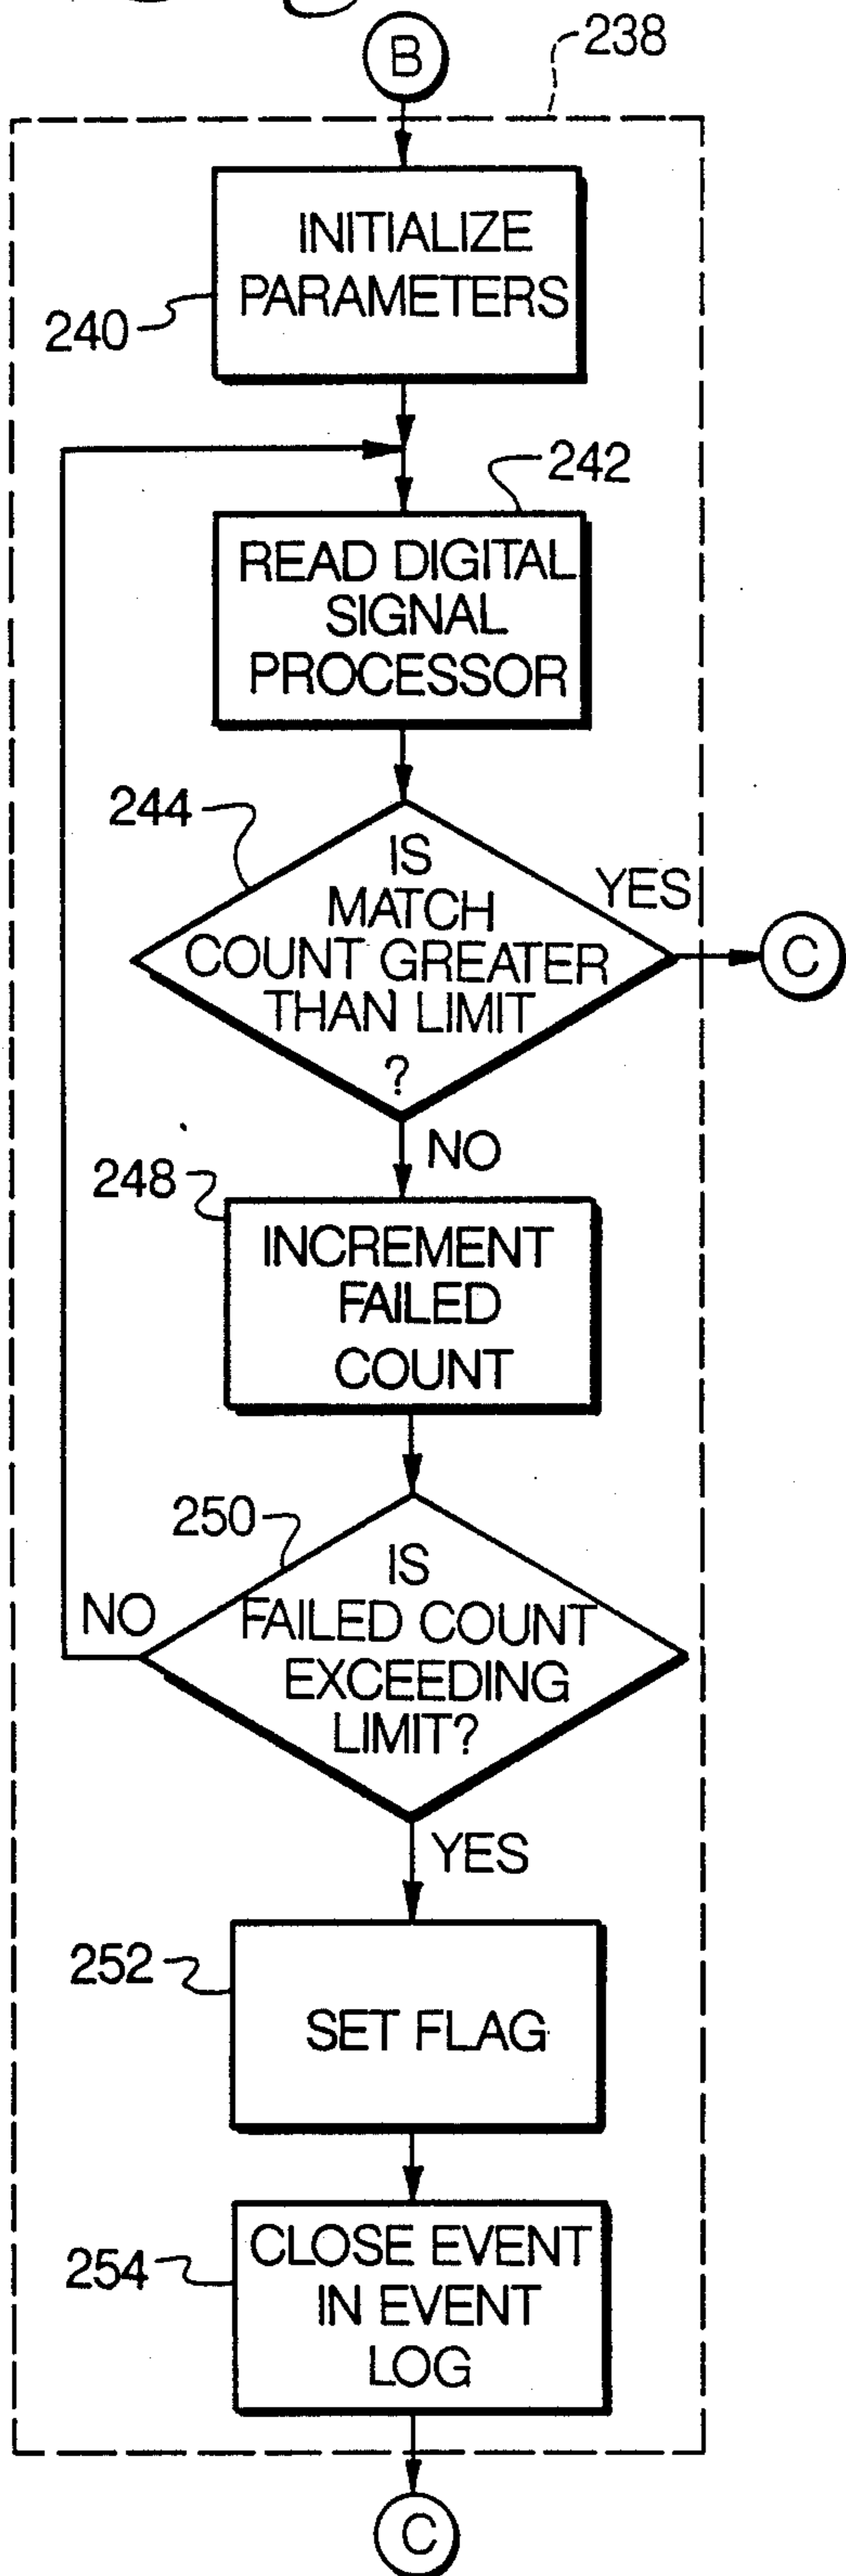 B
238
INITIALIZE
PARAMETERS
240
242
READ DIGITAL
SIGNAL
PROCESSOR
244
IS
MATCH
COUNT GREATER
THAN LIMIT
?
YES
C
NO
248
INCREMENT
FAILED
COUNT
250
IS
FAILED COUNT
EXCEEDING
LIMIT?
NO
YES
252
SET FLAG
254
CLOSE EVENT
IN EVENT
LOG
C